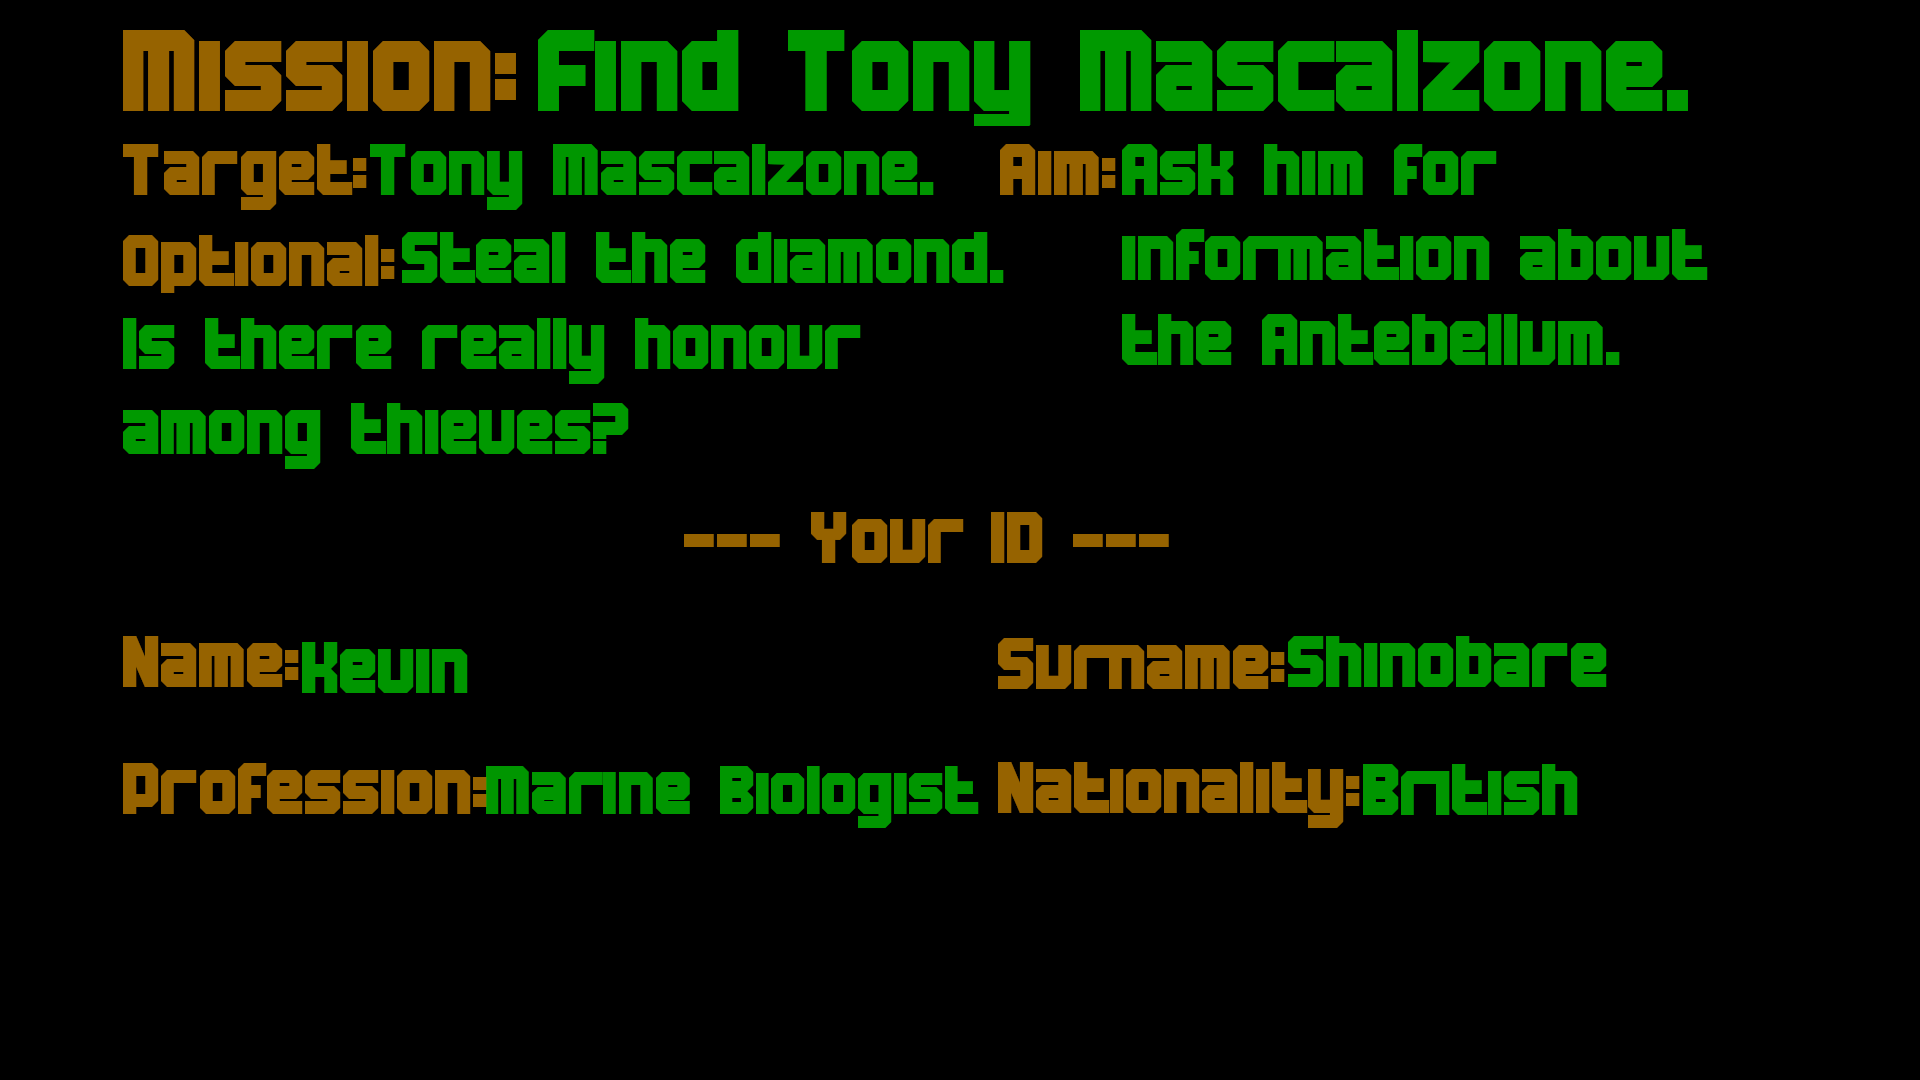 Mission: Find Tony Mascalzone.
Target: Tony Mascalzone. Aim: Ask him for
Optional: Steal the diamond. information about
Is there really honour the Antebellum.
among thieves?
--- Your ID ---
Name: Kevin Surname: Shinobare
Profession: Marine Biologist Nationality: British